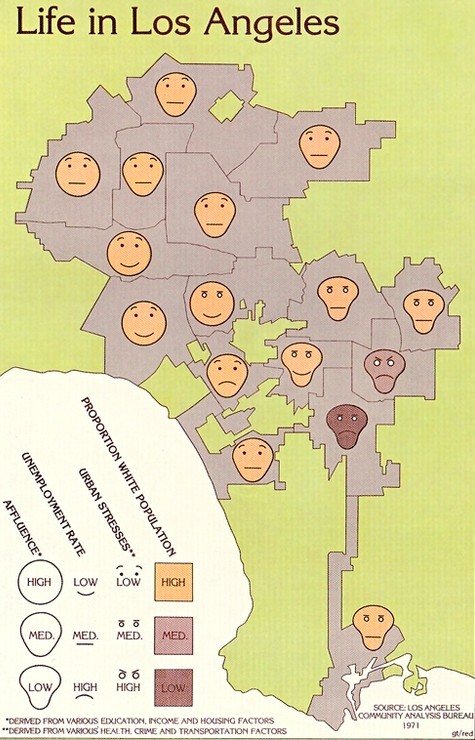 Life in Los Angeles
PROPORTION WHITE POPULATION
URBAN STRESSES**
UNEMPLOYMENT RATE
AFFLUENCE*
HIGH LOW LOW HIGH
MED. MED. MED. MED.
LOW HIGH HIGH LOW
*DERIVED FROM VARIOUS EDUCATION, INCOME AND HOUSING FACTORS
**DERIVED FROM VARIOUS HEALTH, CRIME AND TRANSPORTATION FACTORS
SOURCE: LOS ANGELES
COMMUNITY ANALYSIS BUREAU
1971